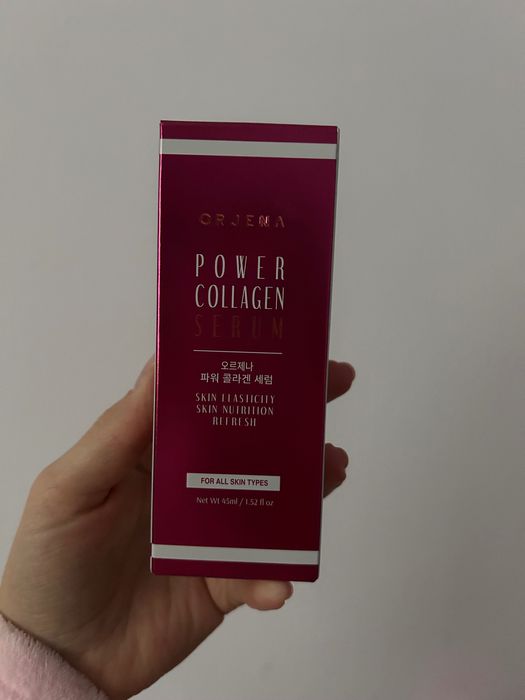 ORJENA
POWER
COLLAGEN
SERUM
오르제나
파워 콜라겐 세럼
SKIN ELASTICITY
SKIN NUTRITION
REFRESH
FOR ALL SKIN TYPES
Net Wt 45ml / 1.52 fl oz